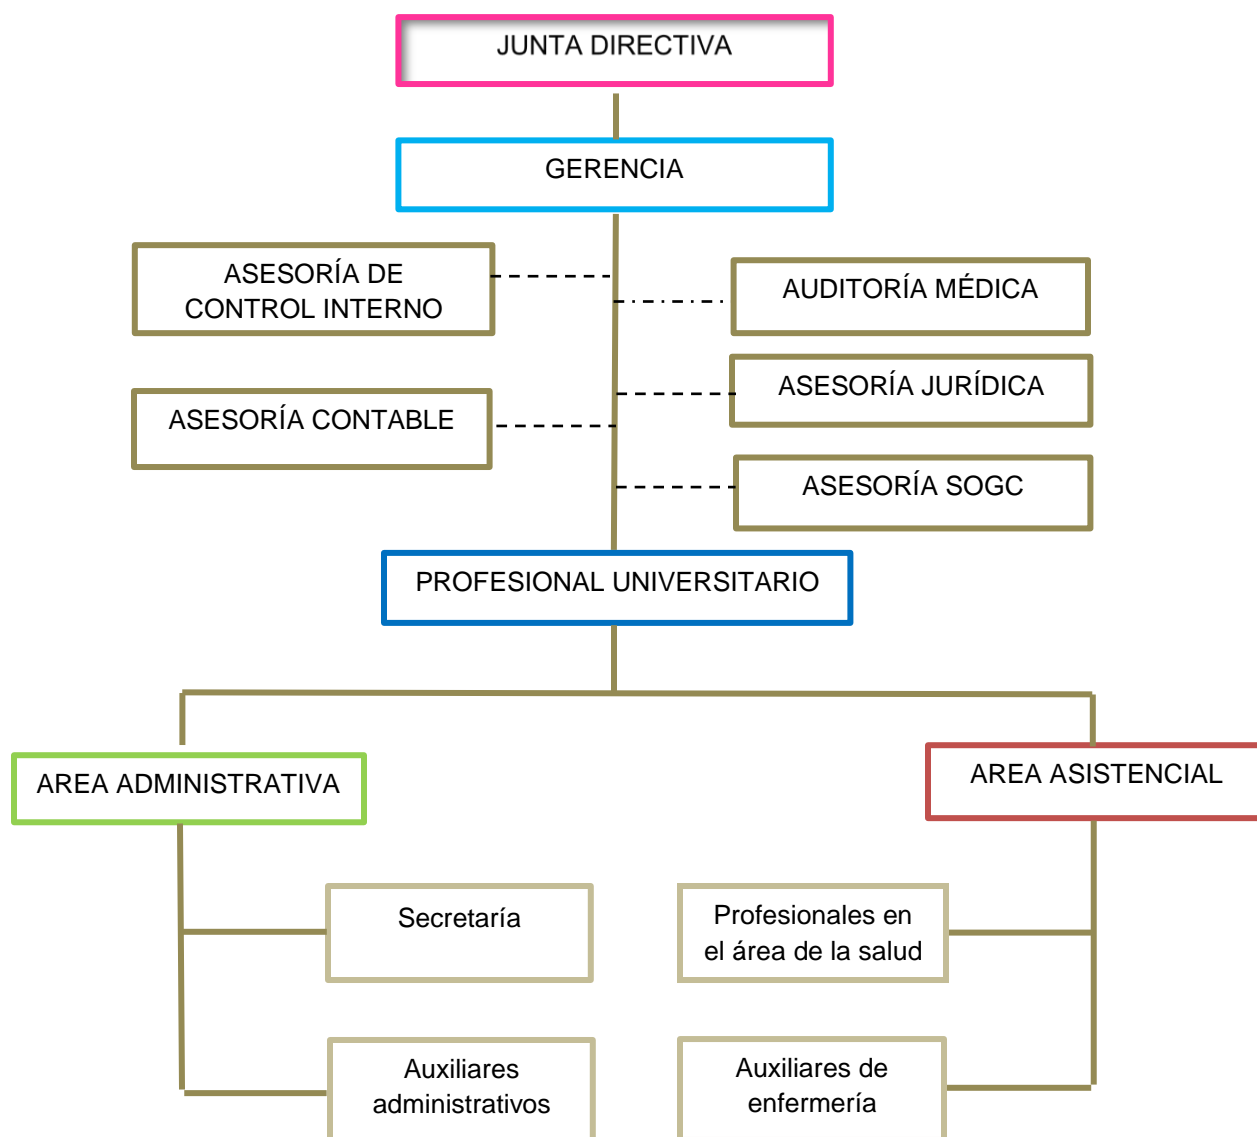 JUNTA DIRECTIVA
GERENCIA
ASESORÍA DE
CONTROL INTERNO
AUDITORÍA MÉDICA
ASESORÍA JURÍDICA
ASESORÍA CONTABLE
ASESORÍA SOGC
PROFESIONAL UNIVERSITARIO
AREA ADMINISTRATIVA
AREA ASISTENCIAL
Secretaría
Profesionales en
el área de la salud
Auxiliares
administrativos
Auxiliares de
enfermería